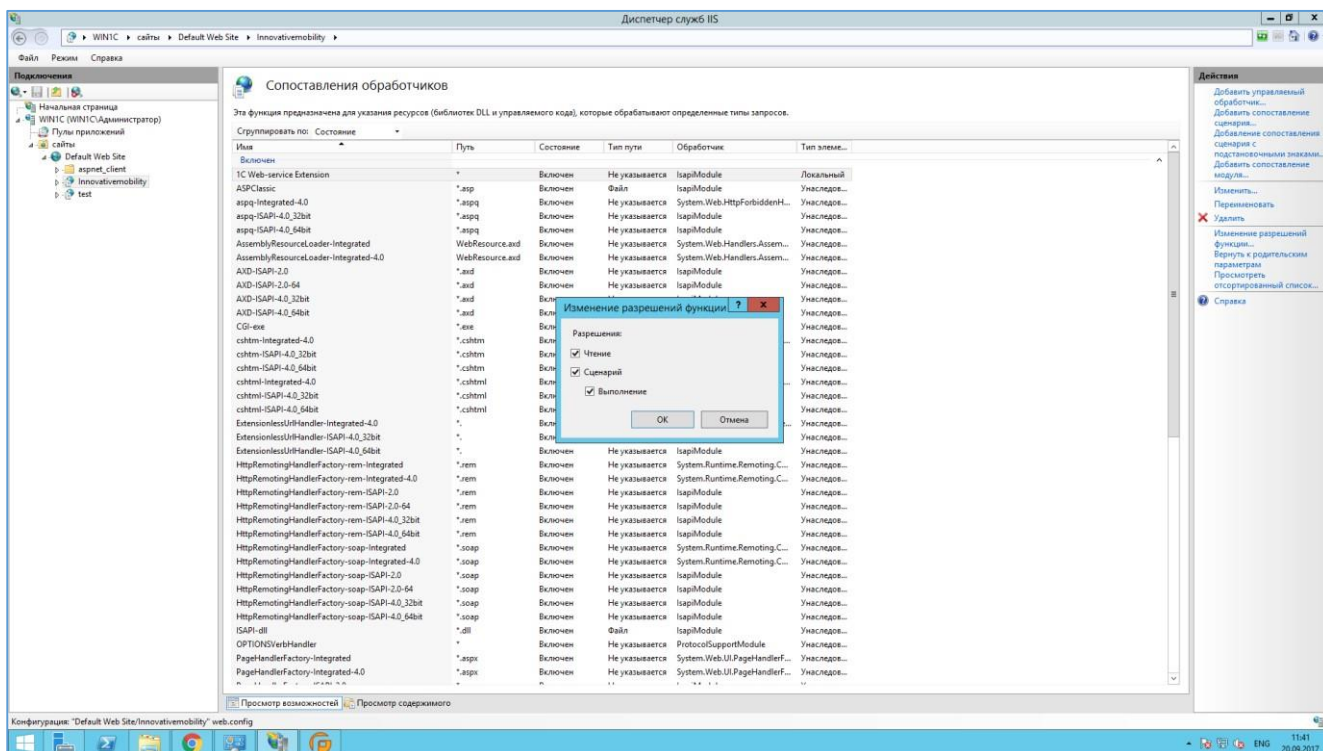 Диспетчер служб IIS
WIN1C ▸ сайты ▸ Default Web Site ▸ Innovativemobility ▸
Файл Режим Справка
Подключения
Начальная страница
WIN1C (WIN1C\Администратор)
Пулы приложений
сайты
Default Web Site
aspnet_client
Innovativemobility
test
Сопоставления обработчиков
Эта функция предназначена для указания ресурсов (библиотек DLL и управляемого кода), которые обрабатывают определенные типы запросов.
Сгруппировать по: Состояние
Имя Путь Состояние Тип пути Обработчик Тип элеме...
Включен
1C Web-service Extension * Включен Не указывается IsapiModule Локальный
ASPClassic *.asp Включен Файл IsapiModule Унаследов...
aspq-Integrated-4.0 *.aspq Включен Не указывается System.Web.HttpForbiddenH... Унаследов...
aspq-ISAPI-4.0_32bit *.aspq Включен Не указывается IsapiModule Унаследов...
aspq-ISAPI-4.0_64bit *.aspq Включен Не указывается IsapiModule Унаследов...
AssemblyResourceLoader-Integrated WebResource.axd Включен Не указывается System.Web.Handlers.Assem... Унаследов...
AssemblyResourceLoader-Integrated-4.0 WebResource.axd Включен Не указывается System.Web.Handlers.Assem... Унаследов...
AXD-ISAPI-2.0 *.axd Включен Не указывается IsapiModule Унаследов...
AXD-ISAPI-2.0-64 *.axd Включен Не указывается IsapiModule Унаследов...
AXD-ISAPI-4.0_32bit *.axd Вклю Унаследов...
AXD-ISAPI-4.0_64bit *.axd Вклю Унаследов...
CGI-exe *.exe Вклю Унаследов...
cshtm-Integrated-4.0 *.cshtm Вклю Унаследов...
cshtm-ISAPI-4.0_32bit *.cshtm Вклю Унаследов...
cshtm-ISAPI-4.0_64bit *.cshtm Вклю Унаследов...
cshtml-Integrated-4.0 *.cshtml Вклю Унаследов...
cshtml-ISAPI-4.0_32bit *.cshtml Вклю Унаследов...
cshtml-ISAPI-4.0_64bit *.cshtml Вклю Унаследов...
ExtensionlessUrlHandler-Integrated-4.0 *. Вклю Унаследов...
ExtensionlessUrlHandler-ISAPI-4.0_32bit *. Вклю Унаследов...
ExtensionlessUrlHandler-ISAPI-4.0_64bit *. Включен Не указывается IsapiModule Унаследов...
HttpRemotingHandlerFactory-rem-Integrated *.rem Включен Не указывается System.Runtime.Remoting.C... Унаследов...
HttpRemotingHandlerFactory-rem-Integrated-4.0 *.rem Включен Не указывается System.Runtime.Remoting.C... Унаследов...
HttpRemotingHandlerFactory-rem-ISAPI-2.0 *.rem Включен Не указывается IsapiModule Унаследов...
HttpRemotingHandlerFactory-rem-ISAPI-2.0-64 *.rem Включен Не указывается IsapiModule Унаследов...
HttpRemotingHandlerFactory-rem-ISAPI-4.0_32bit *.rem Включен Не указывается IsapiModule Унаследов...
HttpRemotingHandlerFactory-rem-ISAPI-4.0_64bit *.rem Включен Не указывается IsapiModule Унаследов...
HttpRemotingHandlerFactory-soap-Integrated *.soap Включен Не указывается System.Runtime.Remoting.C... Унаследов...
HttpRemotingHandlerFactory-soap-Integrated-4.0 *.soap Включен Не указывается System.Runtime.Remoting.C... Унаследов...
HttpRemotingHandlerFactory-soap-ISAPI-2.0 *.soap Включен Не указывается IsapiModule Унаследов...
HttpRemotingHandlerFactory-soap-ISAPI-2.0-64 *.soap Включен Не указывается IsapiModule Унаследов...
HttpRemotingHandlerFactory-soap-ISAPI-4.0_32bit *.soap Включен Не указывается IsapiModule Унаследов...
HttpRemotingHandlerFactory-soap-ISAPI-4.0_64bit *.soap Включен Не указывается IsapiModule Унаследов...
ISAPI-dll *.dll Включен Файл IsapiModule Унаследов...
OPTIONSVerbHandler * Включен Не указывается ProtocolSupportModule Унаследов...
PageHandlerFactory-Integrated *.aspx Включен Не указывается System.Web.UI.PageHandlerF... Унаследов...
PageHandlerFactory-Integrated-4.0 *.aspx Включен Не указывается System.Web.UI.PageHandlerF... Унаследов...
Изменение разрешений функции ? x
Разрешения:
Чтение
Сценарий
Выполнение
OK Отмена
Просмотр возможностей Просмотр содержимого
Действия
Добавить управляемый
обработчик...
Добавить сопоставление
сценария...
Добавление сопоставления
сценария с
подстановочными знаками...
Добавить сопоставление
модуля...
Изменить...
Переименовать
Удалить
Изменение разрешений
функции...
Вернуть к родительским
параметрам
Просмотреть
отсортированный список...
Справка
Конфигурация: "Default Web Site/Innovativemobility" web.config
ENG 11:41
20.09.2017